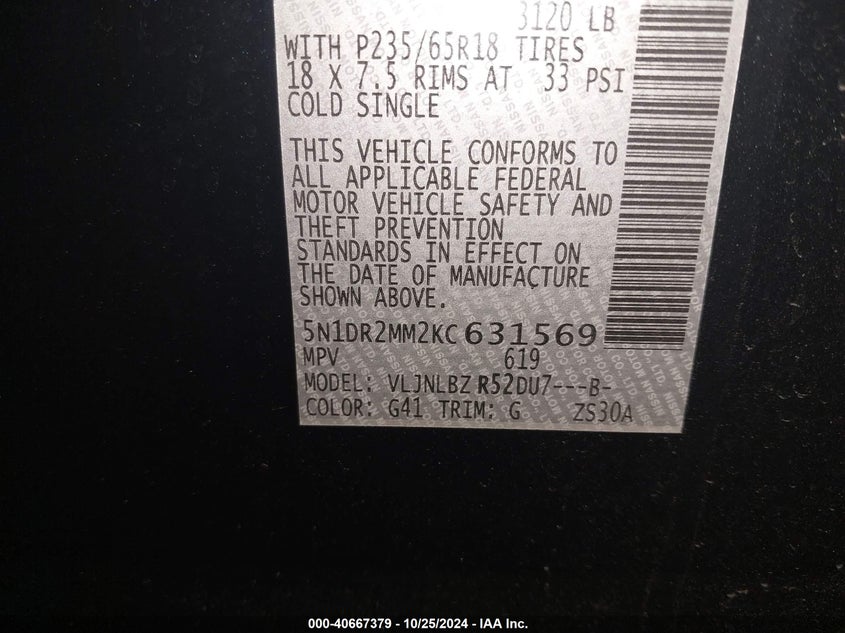 3120 LB
WITH P235/65R18 TIRES
18 X 7.5 RIMS AT 33 PSI
COLD SINGLE
THIS VEHICLE CONFORMS TO
ALL APPLICABLE FEDERAL
MOTOR VEHICLE SAFETY AND
THEFT PREVENTION
STANDARDS IN EFFECT ON
THE DATE OF MANUFACTURE
SHOWN ABOVE.
5N1DR2MM2KC631569
MPV 619
MODEL: VLJNLBZ R52DU7---B-
COLOR: G41 TRIM: G ZS30A
000-40667379 - 10/25/2024 - IAA Inc.